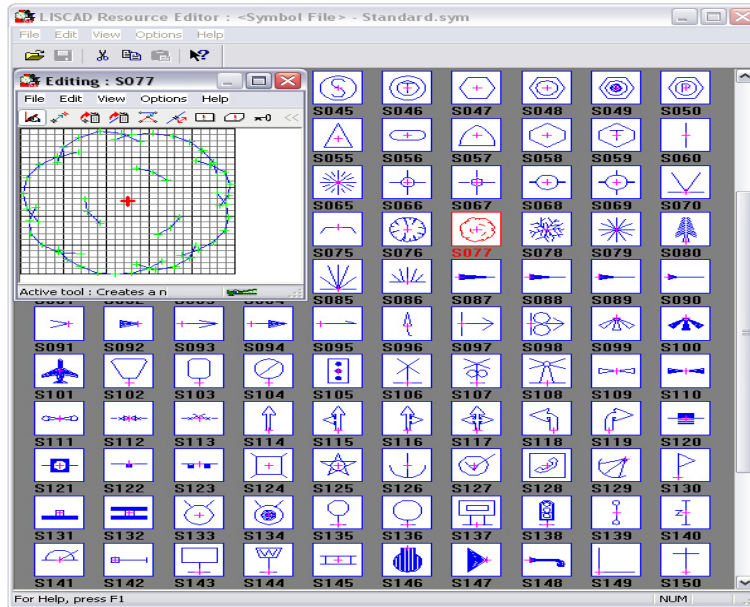 LISCAD Resource Editor : <Symbol File> - Standard.sym
File Edit View Options Help
Editing : S077
File Edit View Options Help
Active tool : Creates a n
S045 S046 S047 S048 S049 S050
S055 S056 S057 S058 S059 S060
S065 S066 S067 S068 S069 S070
S075 S076 S077 S078 S079 S080
S085 S086 S087 S088 S089 S090
S091 S092 S093 S094 S095 S096 S097 S098 S099 S100
S101 S102 S103 S104 S105 S106 S107 S108 S109 S110
S111 S112 S113 S114 S115 S116 S117 S118 S119 S120
S121 S122 S123 S124 S125 S126 S127 S128 S129 S130
S131 S132 S133 S134 S135 S136 S137 S138 S139 S140
S141 S142 S143 S144 S145 S146 S147 S148 S149 S150
For Help, press F1
NUM